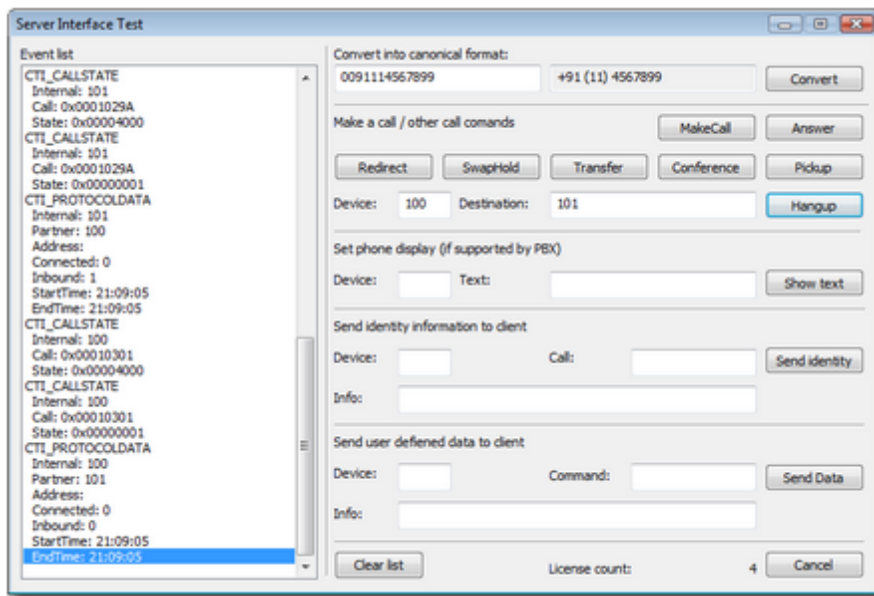 Server Interface Test
Event list
CTI_CALLSTATE
Internal: 101
Call: 0x0001029A
State: 0x00004000
CTI_CALLSTATE
Internal: 101
Call: 0x0001029A
State: 0x00000001
CTI_PROTOCOLDATA
Internal: 101
Partner: 100
Address:
Connected: 0
Inbound: 1
StartTime: 21:09:05
EndTime: 21:09:05
CTI_CALLSTATE
Internal: 100
Call: 0x00010301
State: 0x00004000
CTI_CALLSTATE
Internal: 100
Call: 0x00010301
State: 0x00000001
CTI_PROTOCOLDATA
Internal: 100
Partner: 101
Address:
Connected: 0
Inbound: 0
StartTime: 21:09:05
EndTime: 21:09:05
Convert into canonical format:
0091114567899 +91 (11) 4567899 Convert
Make a call / other call comands MakeCall Answer
Redirect SwapHold Transfer Conference Pickup
Device: 100 Destination: 101 Hangup
Set phone display (if supported by PBX)
Device: Text: Show text
Send identity information to client
Device: Call: Send identity
Info:
Send user defiened data to client
Device: Command: Send Data
Info:
Clear list License count: 4 Cancel